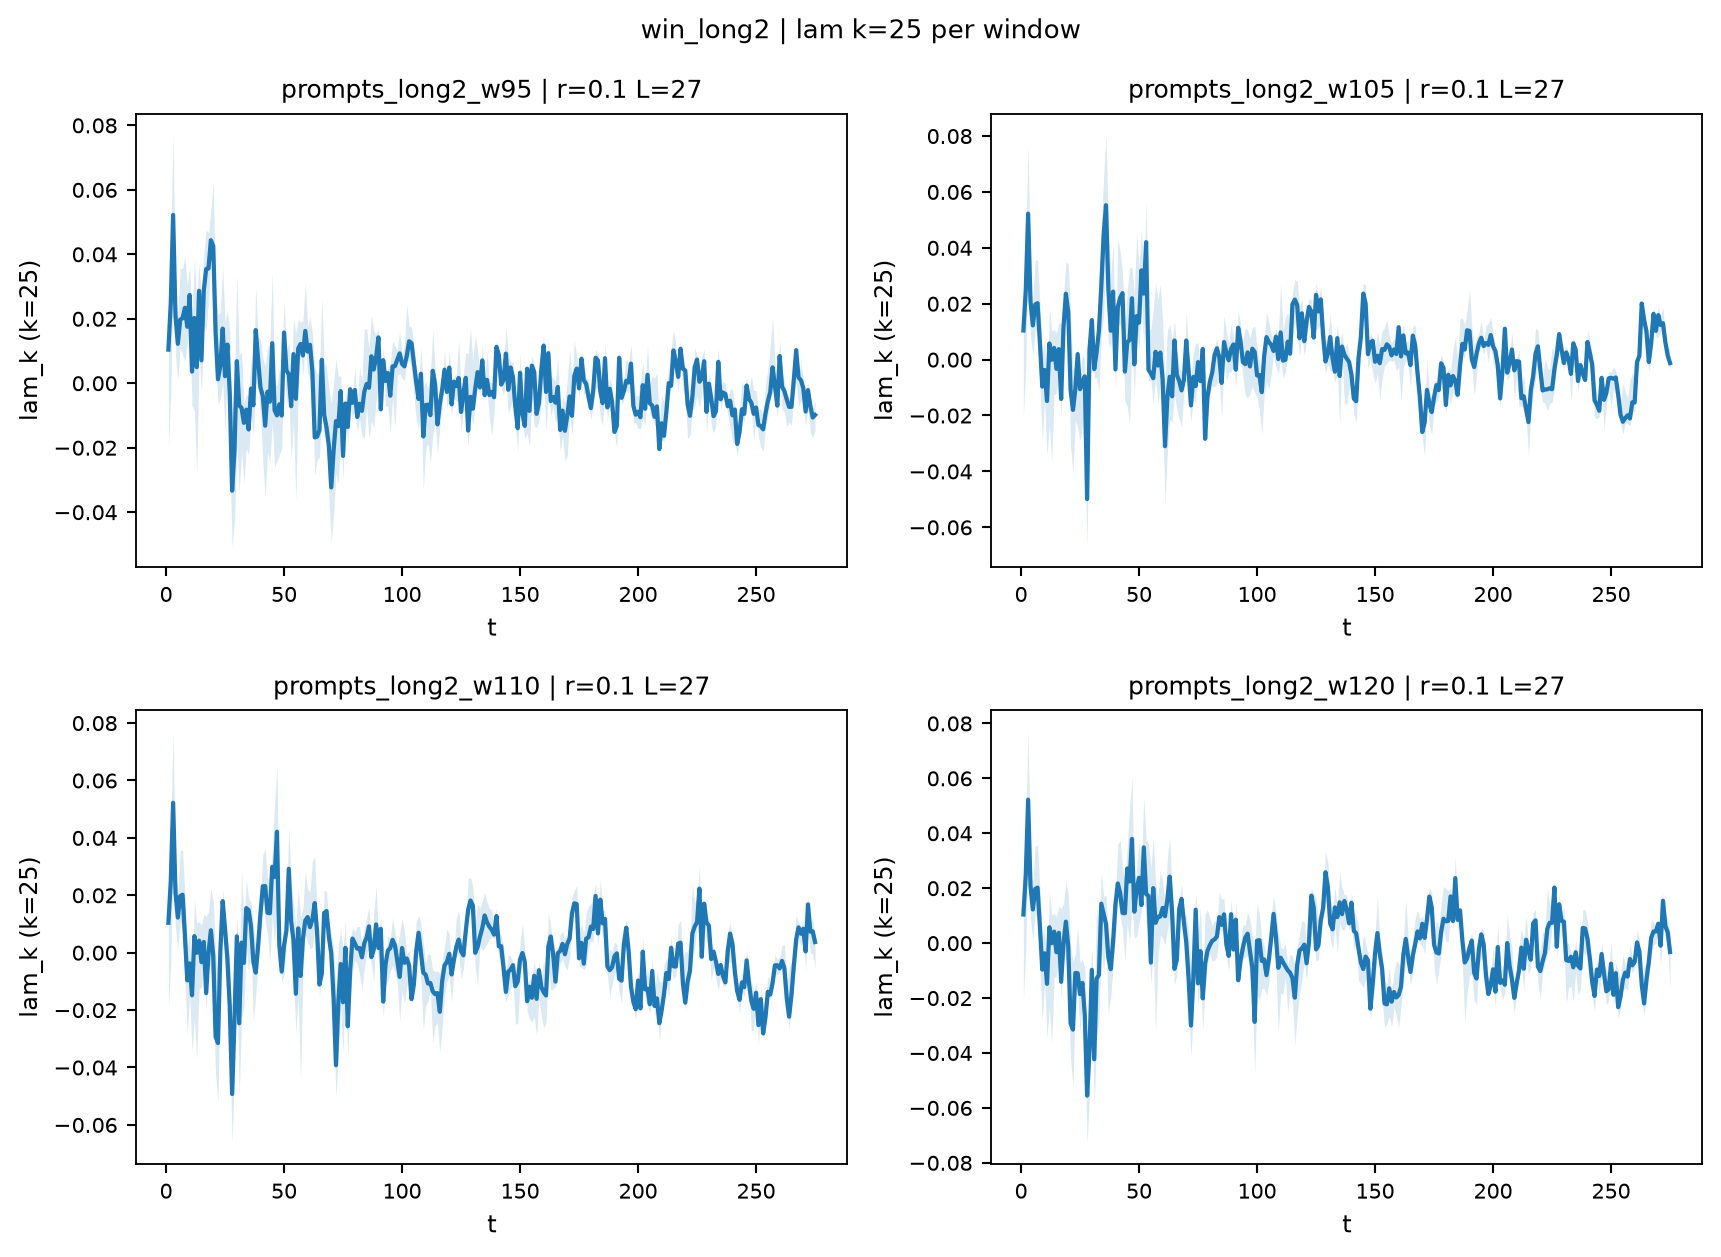 win_long2 | lam k=25 per window
prompts_long2_w95 | r=0.1 L=27
0.08
0.06
0.04
0.02
0.00
−0.02
−0.04
lam_k (k=25)
0 50 100 150 200 250
t
prompts_long2_w105 | r=0.1 L=27
0.08
0.06
0.04
0.02
0.00
−0.02
−0.04
−0.06
lam_k (k=25)
0 50 100 150 200 250
t
prompts_long2_w110 | r=0.1 L=27
0.08
0.06
0.04
0.02
0.00
−0.02
−0.04
−0.06
lam_k (k=25)
0 50 100 150 200 250
t
prompts_long2_w120 | r=0.1 L=27
0.08
0.06
0.04
0.02
0.00
−0.02
−0.04
−0.06
−0.08
lam_k (k=25)
0 50 100 150 200 250
t